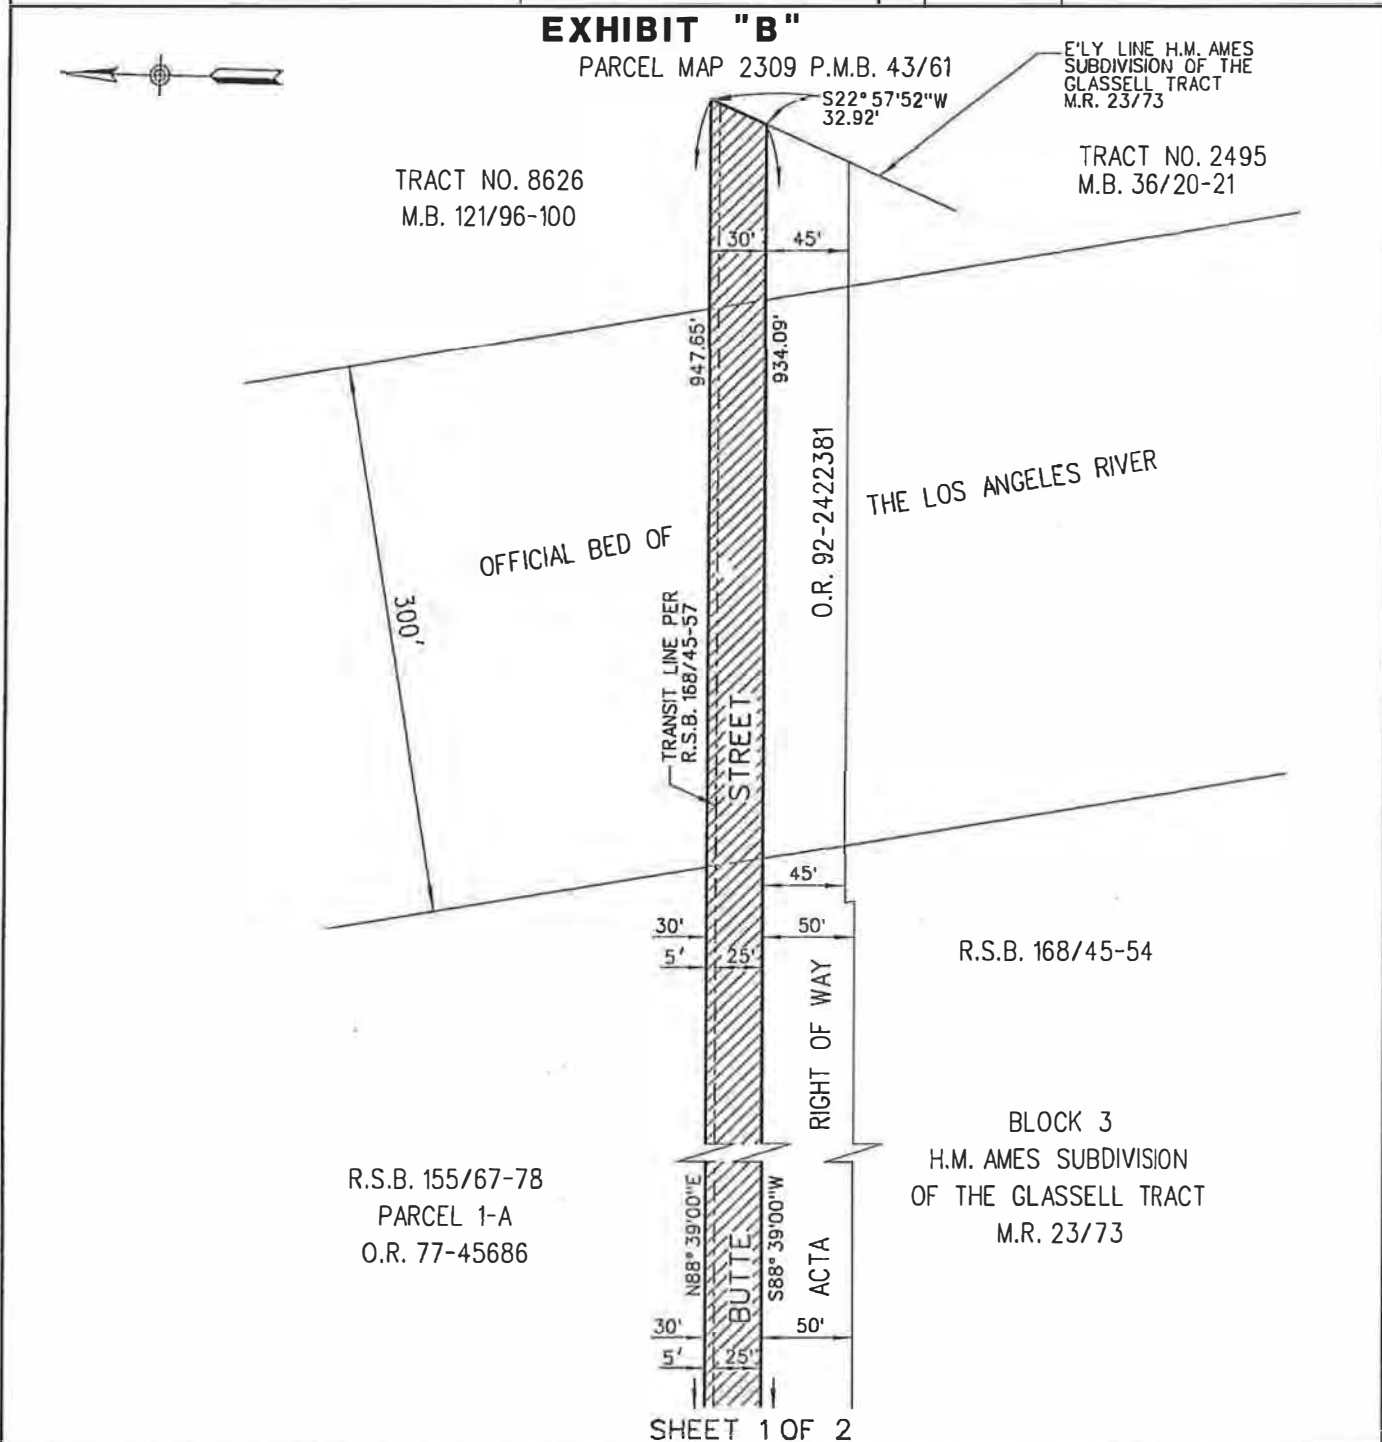 EXHIBIT "B"
PARCEL MAP 2309 P.M.B. 43/61
S22°57'52"W
32.92'
E'LY LINE H.M. AMES
SUBDIVISION OF THE
GLASSELL TRACT
M.R. 23/73
TRACT NO. 8626
M.B. 121/96-100
TRACT NO. 2495
M.B. 36/20-21
30'
45'
947.65'
934.09'
O.R. 92-2422381
OFFICIAL BED OF
THE LOS ANGELES RIVER
300'
TRANSIT LINE PER
R.S.B. 168/45-57
STREET
45'
30'
50'
5'
25'
R.S.B. 168/45-54
RIGHT OF WAY
R.S.B. 155/67-78
PARCEL 1-A
O.R. 77-45686
BLOCK 3
H.M. AMES SUBDIVISION
OF THE GLASSELL TRACT
M.R. 23/73
N88°39'00"E
BUTTE
S88°39'00"W
ACTA
30'
50'
5'
25'
SHEET 1 OF 2